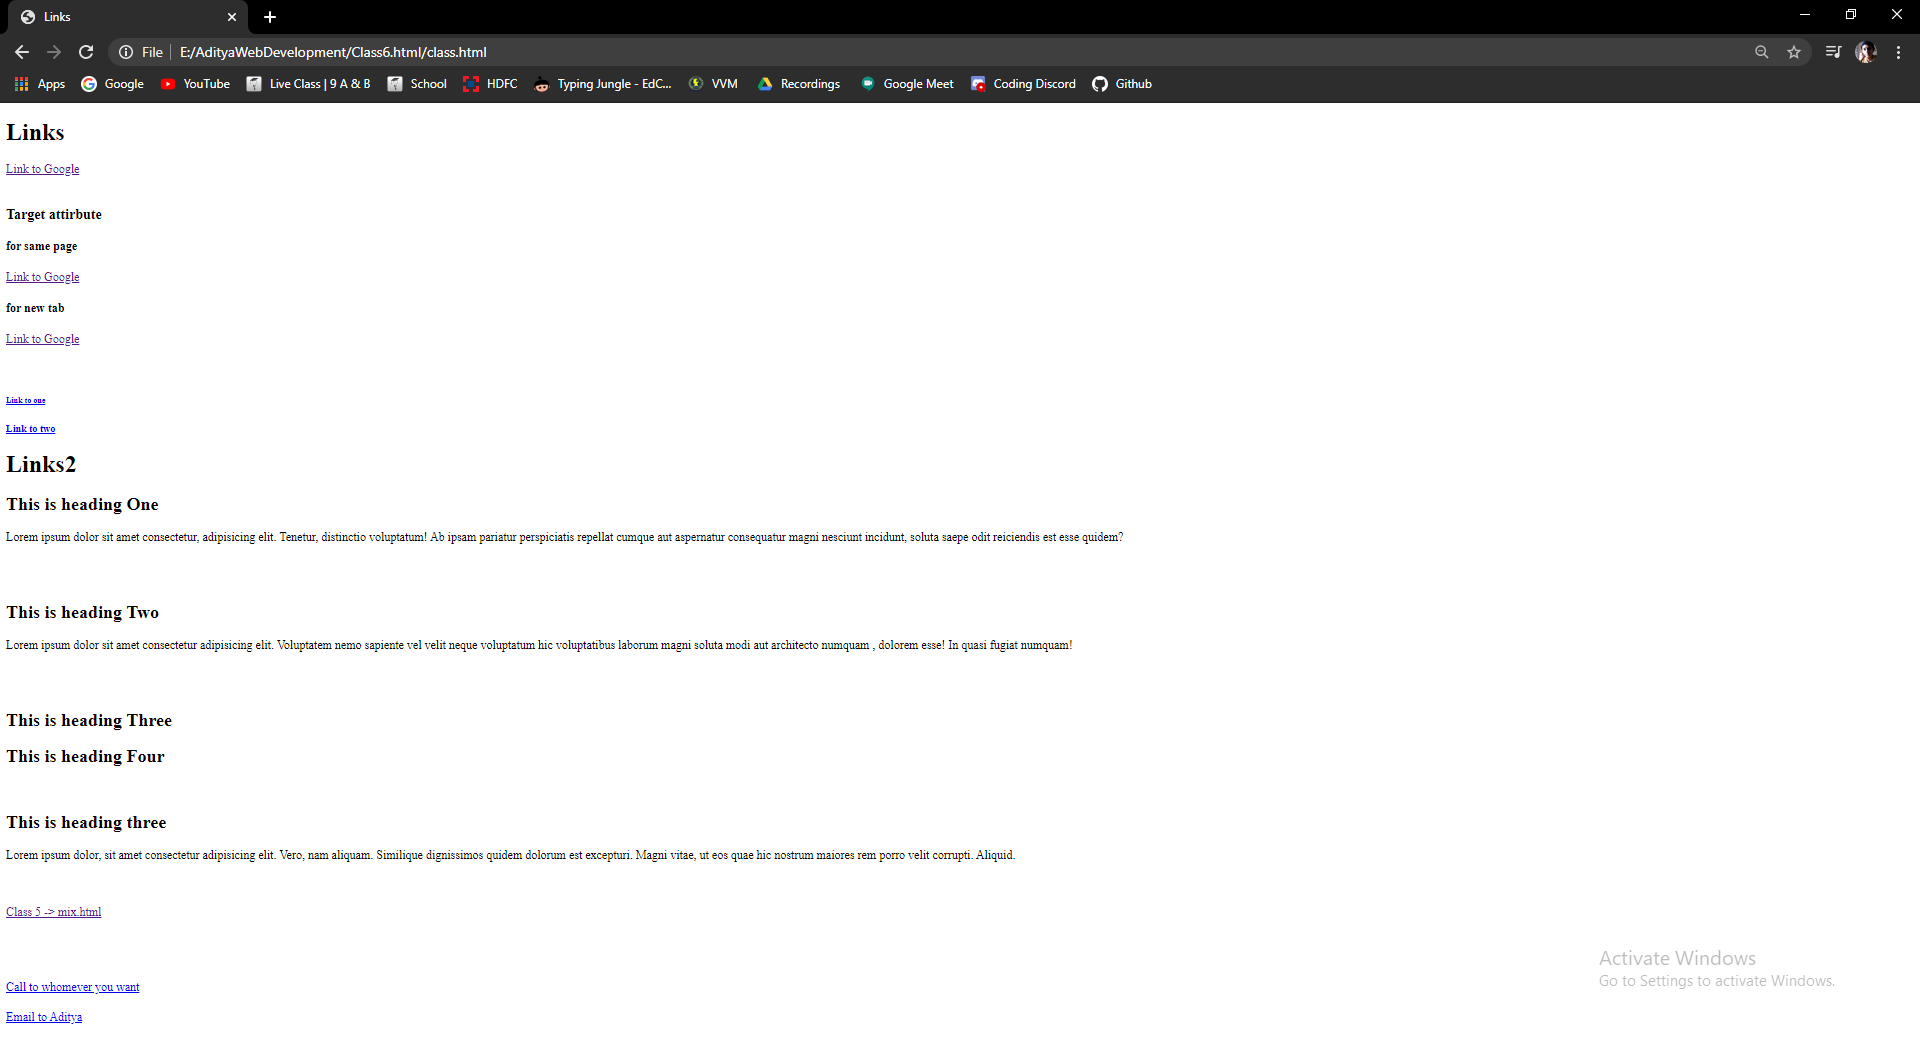 Links
File
E:/AdityaWebDevelopment/Class6.html/class.html
Apps Google YouTube Live Class | 9 A & B School HDFC Typing Jungle - EdC... VVM Recordings Google Meet Coding Discord Github
Links
Link to Google
Target attirbute
for same page
Link to Google
for new tab
Link to Google
Link to one
Link to two
Links2
This is heading One
Lorem ipsum dolor sit amet consectetur, adipisicing elit. Tenetur, distinctio voluptatum! Ab ipsam pariatur perspiciatis repellat cumque aut aspernatur consequatur magni nesciunt incidunt, soluta saepe odit reiciendis est esse quidem?
This is heading Two
Lorem ipsum dolor sit amet consectetur adipisicing elit. Voluptatem nemo sapiente vel velit neque voluptatum hic voluptatibus laborum magni soluta modi aut architecto numquam , dolorem esse! In quasi fugiat numquam!
This is heading Three
This is heading Four
This is heading three
Lorem ipsum dolor, sit amet consectetur adipisicing elit. Vero, nam aliquam. Similique dignissimos quidem dolorum est excepturi. Magni vitae, ut eos quae hic nostrum maiores rem porro velit corrupti. Aliquid.
Class 5 -> mix.html
Activate Windows
Go to Settings to activate Windows.
Call to whomever you want
Email to Aditya